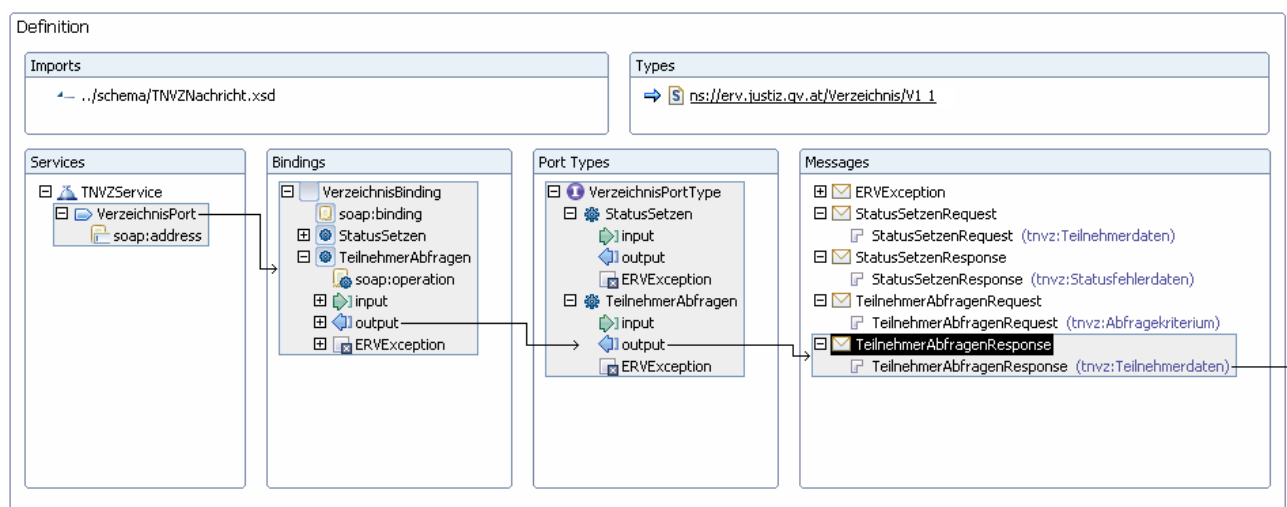 Definition
Imports
../schema/TNVZNachricht.xsd
Types
ns://erv.justiz.gv.at/Verzeichnis/V1_1
Services
TNVZService
VerzeichnisPort
soap:address
Bindings
VerzeichnisBinding
soap:binding
StatusSetzen
TeilnehmerAbfragen
soap:operation
input
output
ERVException
Port Types
VerzeichnisPortType
StatusSetzen
input
output
ERVException
TeilnehmerAbfragen
input
output
ERVException
Messages
ERVException
StatusSetzenRequest
StatusSetzenRequest (tnvz:Teilnehmerdaten)
StatusSetzenResponse
StatusSetzenResponse (tnvz:Statusfehlerdaten)
TeilnehmerAbfragenRequest
TeilnehmerAbfragenRequest (tnvz:Abfragekriterium)
TeilnehmerAbfragenResponse
TeilnehmerAbfragenResponse (tnvz:Teilnehmerdaten)